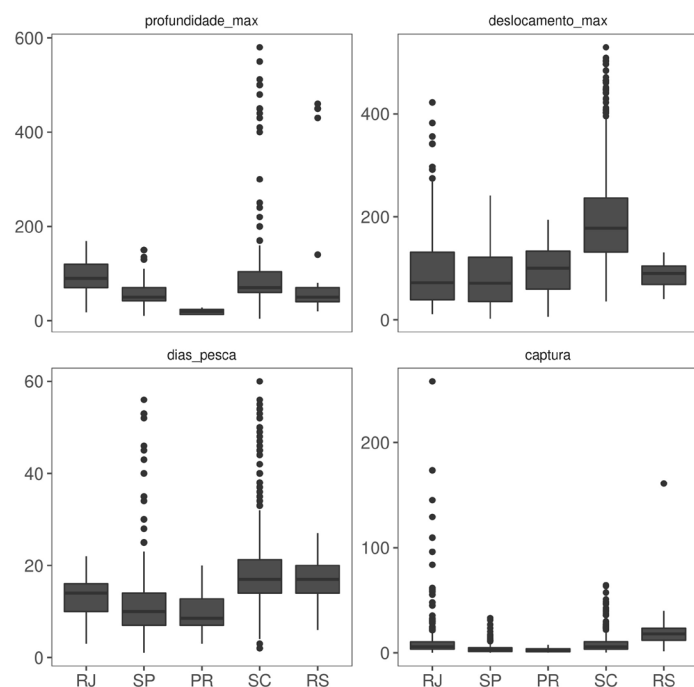 profundidade_max
deslocamento_max
600
400
200
0
400
200
0
dias_pesca
captura
60
40
20
0
200
100
0
RJ SP PR SC RS
RJ SP PR SC RS